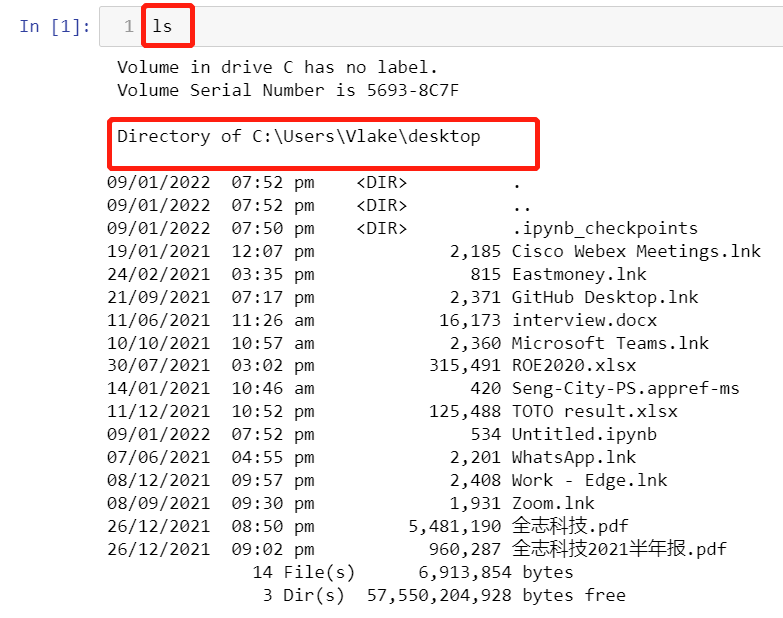 In [1]: 1 ls
Volume in drive C has no label.
Volume Serial Number is 5693-8C7F
Directory of C:\Users\Vlake\desktop
09/01/2022 07:52 pm <DIR> .
09/01/2022 07:52 pm <DIR> ..
09/01/2022 07:50 pm <DIR> .ipynb_checkpoints
19/01/2021 12:07 pm 2,185 Cisco Webex Meetings.lnk
24/02/2021 03:35 pm 815 Eastmoney.lnk
21/09/2021 07:17 pm 2,371 GitHub Desktop.lnk
11/06/2021 11:26 am 16,173 interview.docx
10/10/2021 10:57 am 2,360 Microsoft Teams.lnk
30/07/2021 03:02 pm 315,491 ROE2020.xlsx
14/01/2021 10:46 am 420 Seng-City-PS.appref-ms
11/12/2021 10:52 pm 125,488 TOTO result.xlsx
09/01/2022 07:52 pm 534 Untitled.ipynb
07/06/2021 04:55 pm 2,201 WhatsApp.lnk
08/12/2021 09:57 pm 2,408 Work - Edge.lnk
08/09/2021 09:30 pm 1,931 Zoom.lnk
26/12/2021 08:50 pm 5,481,190 全志科技.pdf
26/12/2021 09:02 pm 960,287 全志科技2021半年报.pdf
14 File(s) 6,913,854 bytes
3 Dir(s) 57,550,204,928 bytes free